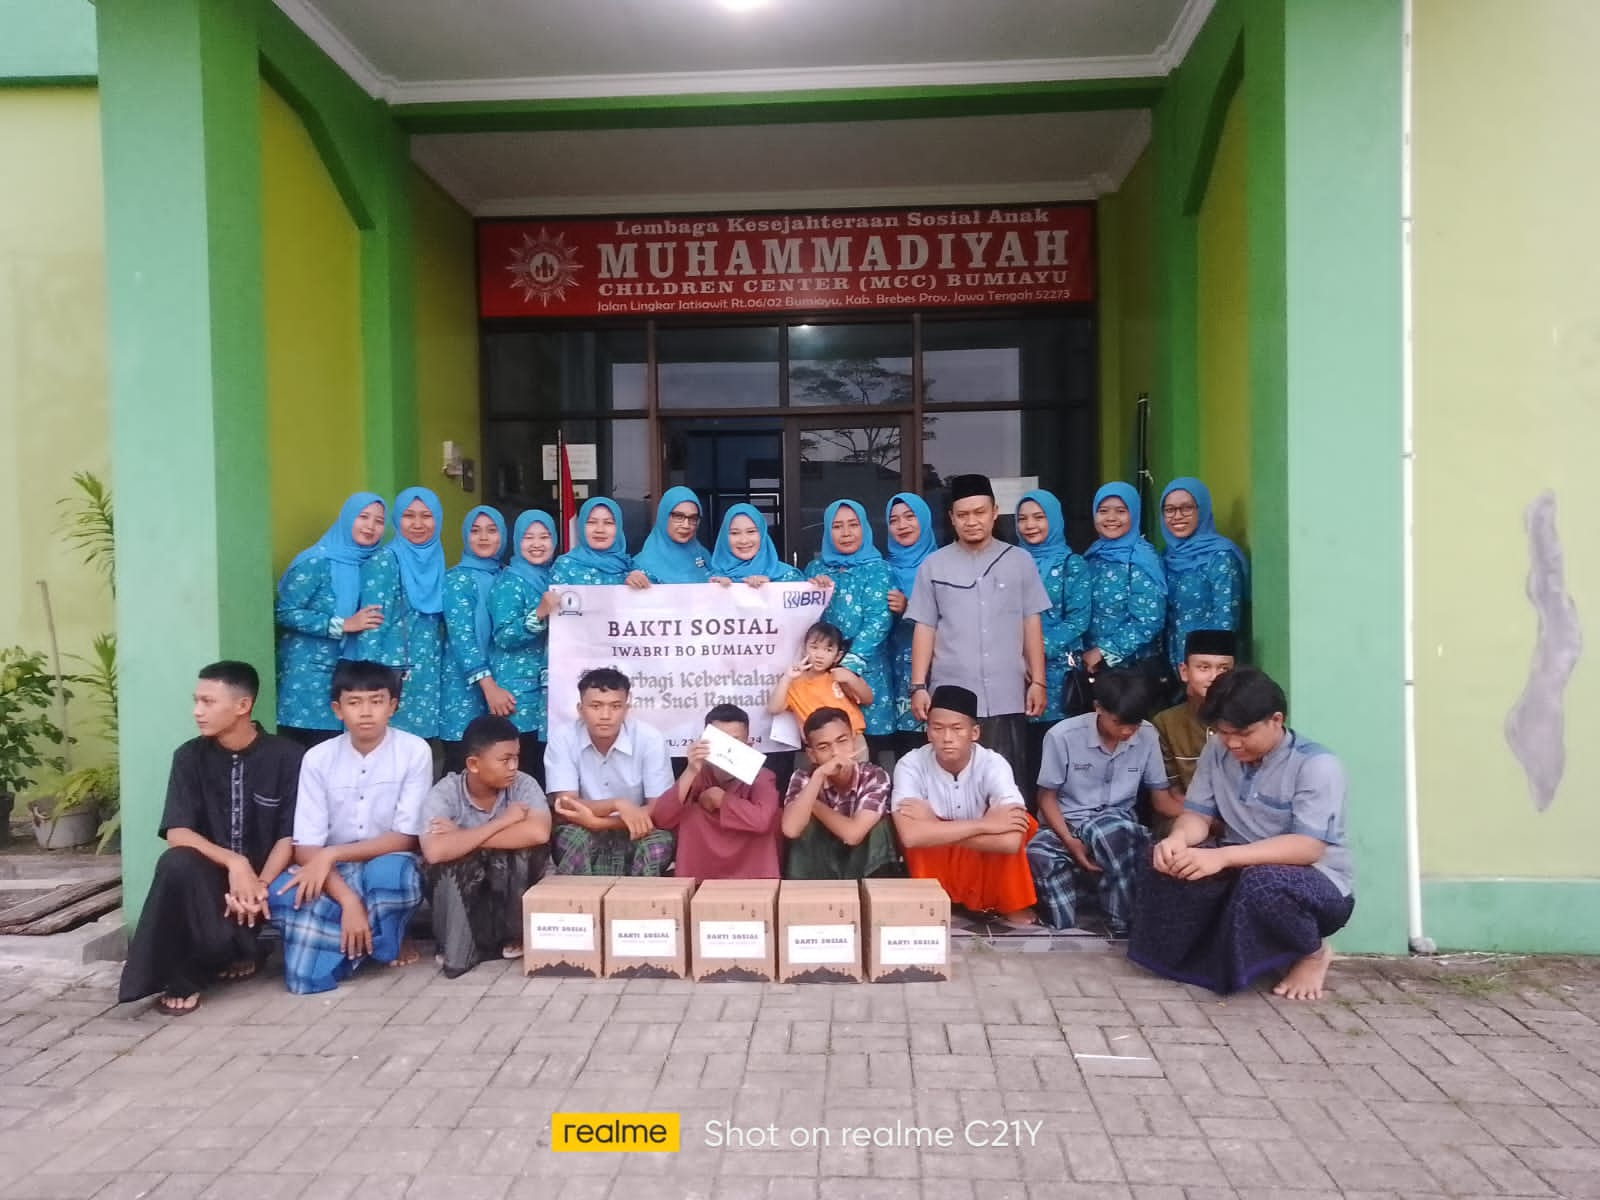 Lembaga Kesejahteraan Sosial Anak
MUHAMMADIYAH
CHILDREN CENTER (MCC) BUMIAYU
Jalan Lingkar Jatisawit Rt.06/02 Bumiayu, Kab. Brebes Prov. Jawa Tengah 52273
BRI
BAKTI SOSIAL
IWABRI BO BUMIAYU
rbagi Keberkahan
lan Suci Ramadh
BAKTI SOSIAL
BAKTI SOSIAL
BAKTI SOSIAL
BAKTI SOSIAL
BAKTI SOSIAL
realme Shot on realme C21Y